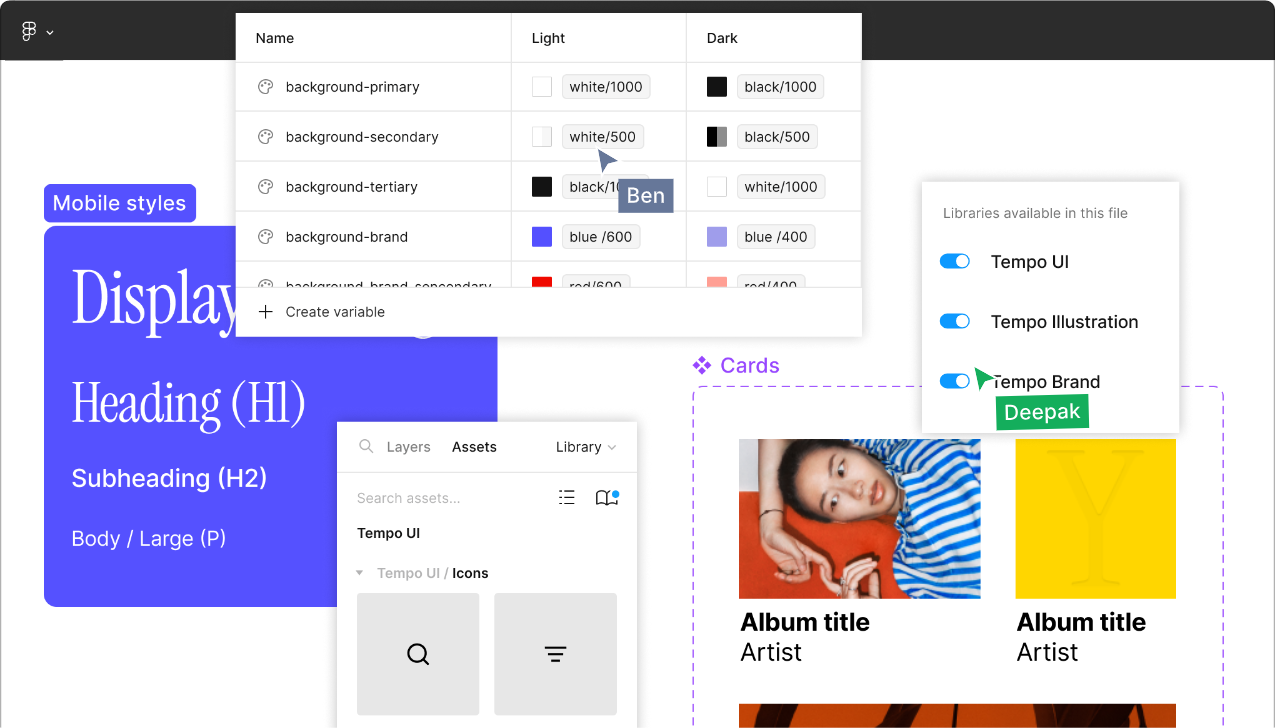 Name Light Dark
background-primary white/1000 black/1000
background-secondary white/500 black/500
background-tertiary black/10 white/1000
Ben
background-brand blue /600 blue /400
background-brand-sencondary red/600 red/400
Create variable
Mobile styles
Display
Heading (H1)
Subheading (H2)
Body / Large (P)
Layers Assets Library
Search assets...
Tempo UI
Tempo UI / Icons
Libraries available in this file
Tempo UI
Tempo Illustration
Tempo Brand
Deepak
Cards
Y
Album title
Artist
Album title
Artist